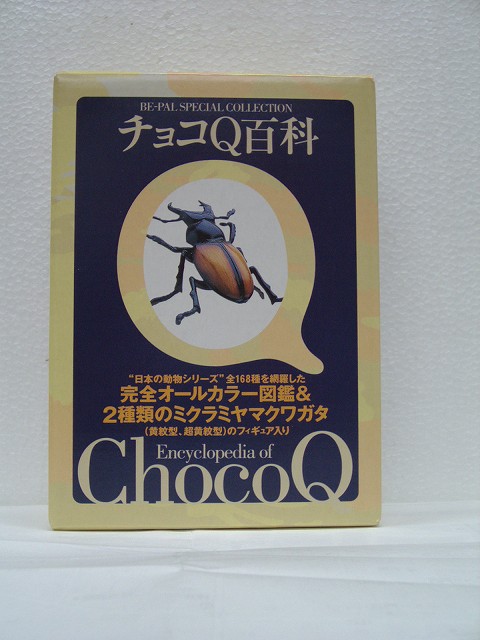 BE-PAL SPECIAL COLLECTION
チョコQ百科
“日本の動物シリーズ”全168種を網羅した
完全オールカラー図鑑&
2種類のミクラミヤマクワガタ
(黄紋型、超黄紋型)のフィギュア入り
Encyclopedia of
ChocoQ